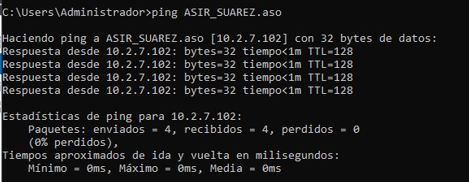 C:\Users\Administrador>ping ASIR_SUAREZ.aso
Haciendo ping a ASIR_SUAREZ.aso [10.2.7.102] con 32 bytes de datos:
Respuesta desde 10.2.7.102: bytes=32 tiempo<1m TTL=128
Respuesta desde 10.2.7.102: bytes=32 tiempo<1m TTL=128
Respuesta desde 10.2.7.102: bytes=32 tiempo<1m TTL=128
Respuesta desde 10.2.7.102: bytes=32 tiempo<1m TTL=128
Estadísticas de ping para 10.2.7.102:
Paquetes: enviados = 4, recibidos = 4, perdidos = 0
(0% perdidos),
Tiempos aproximados de ida y vuelta en milisegundos:
Mínimo = 0ms, Máximo = 0ms, Media = 0ms